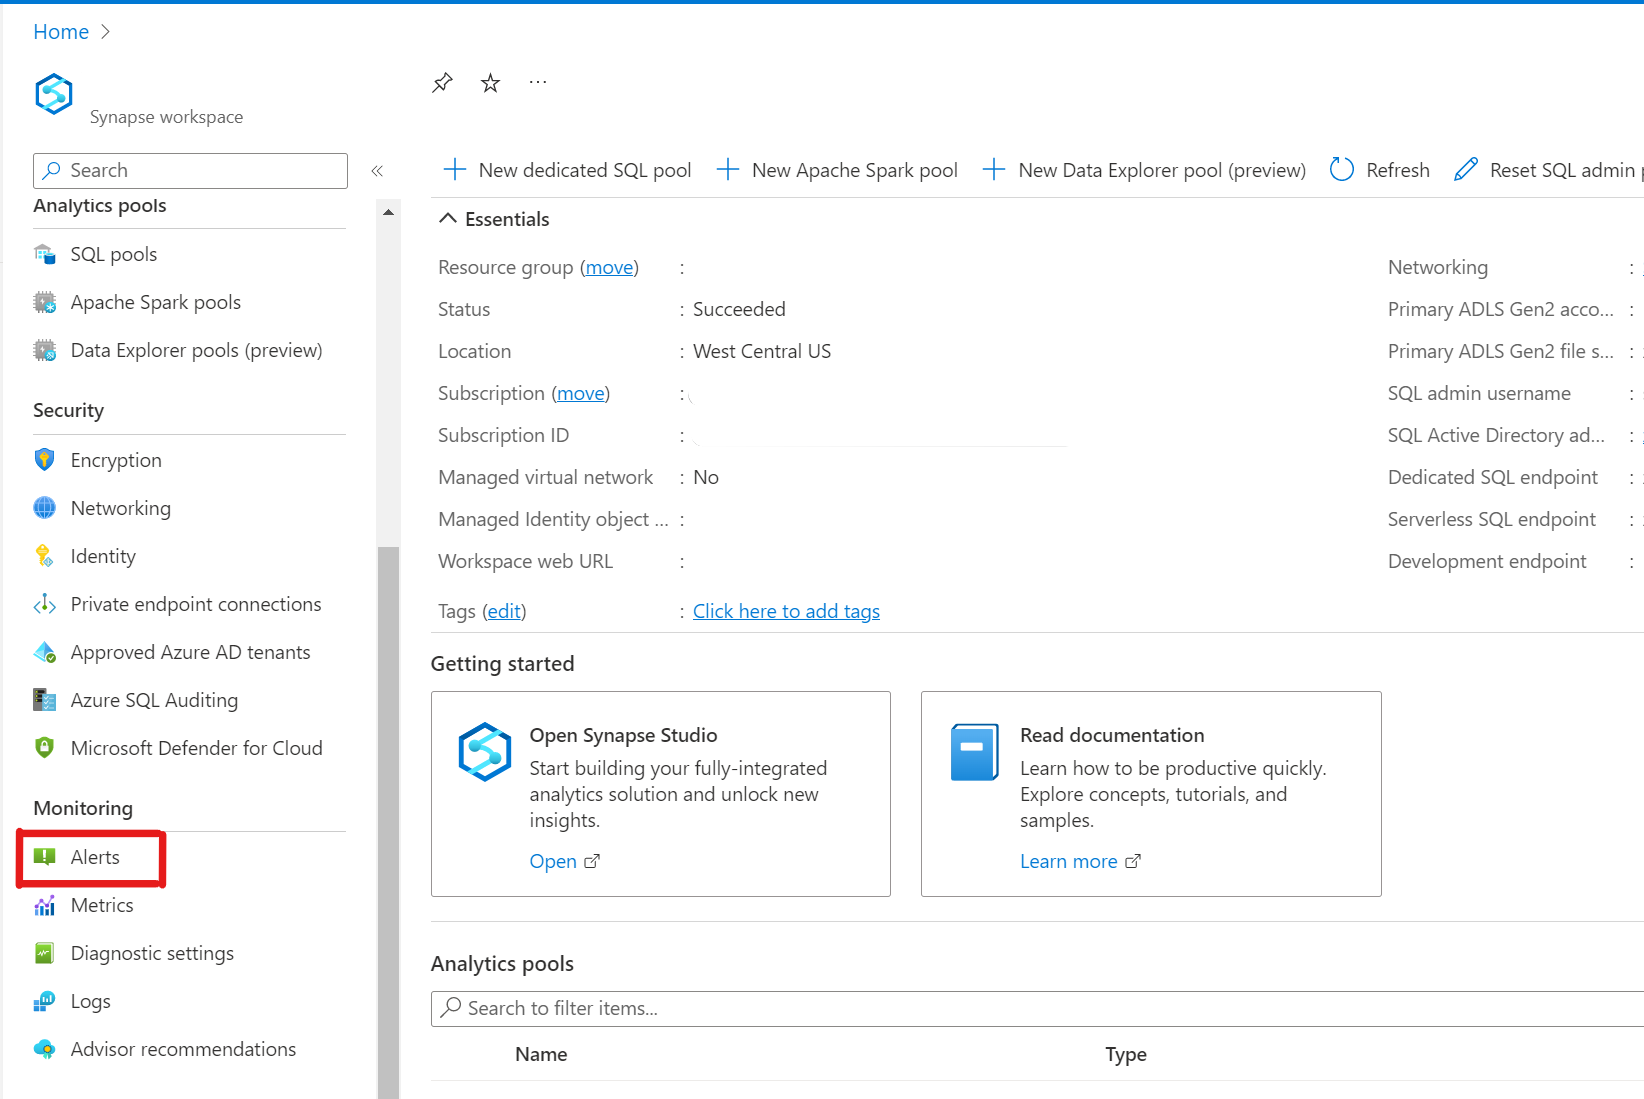 Home
Synapse workspace
Search
New dedicated SQL pool
New Apache Spark pool
New Data Explorer pool (preview)
Refresh
Reset SQL admin
Analytics pools
SQL pools
Apache Spark pools
Data Explorer pools (preview)
Security
Encryption
Networking
Identity
Private endpoint connections
Approved Azure AD tenants
Azure SQL Auditing
Microsoft Defender for Cloud
Monitoring
Alerts
Metrics
Diagnostic settings
Logs
Advisor recommendations
Essentials
Resource group (move) :
Status : Succeeded
Location : West Central US
Subscription (move) :
Subscription ID :
Managed virtual network : No
Managed Identity object ... :
Workspace web URL :
Tags (edit) : Click here to add tags
Networking :
Primary ADLS Gen2 acco... :
Primary ADLS Gen2 file s... :
SQL admin username :
SQL Active Directory ad... :
Dedicated SQL endpoint :
Serverless SQL endpoint :
Development endpoint :
Getting started
Open Synapse Studio
Start building your fully-integrated
analytics solution and unlock new
insights.
Open
Read documentation
Learn how to be productive quickly.
Explore concepts, tutorials, and
samples.
Learn more
Analytics pools
Search to filter items...
Name Type